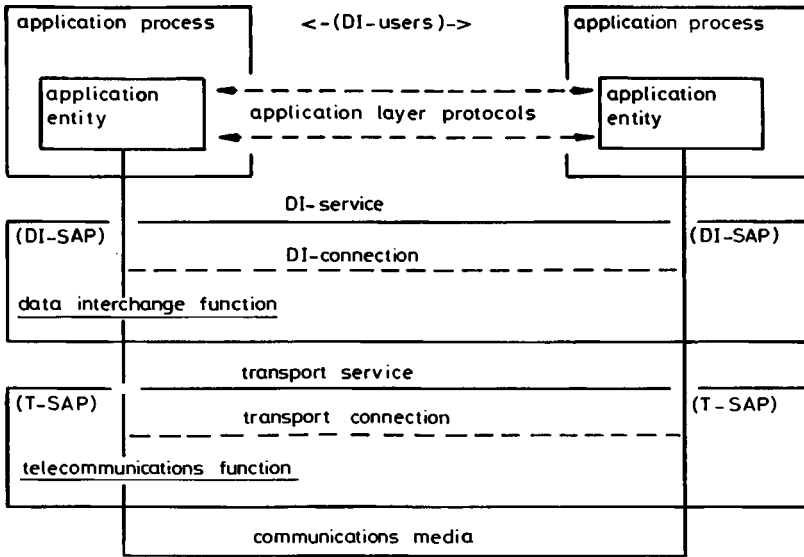 application process
<-(DI-users)->
application process
application
entity
application layer protocols
application
entity
DI-service
(DI-SAP)
(DI-SAP)
DI-connection
data interchange function
transport service
(T-SAP)
(T-SAP)
transport connection
telecommunications function
communications media